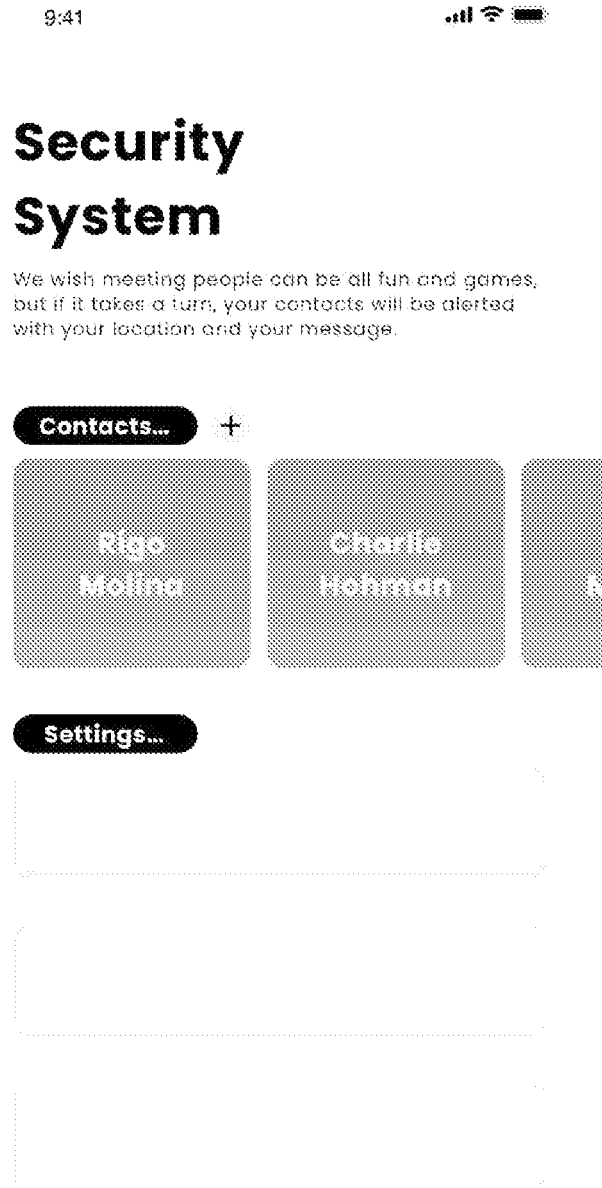 9:41
Security
System
We wish meeting people can be all fun and games,
but if it takes a turn, your contacts will be alerted
with your location and your message.
Contacts... +
Rigo
Molina
Charlie
Hohman
Settings...